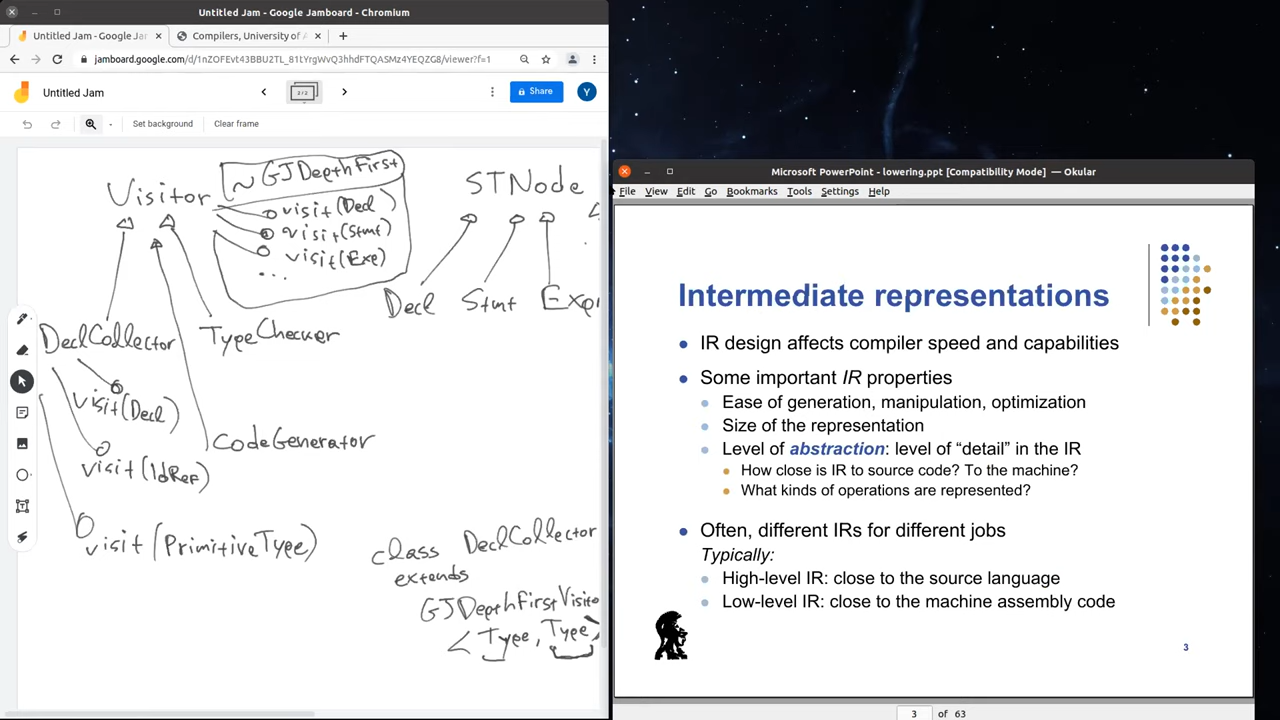 Untitled Jam - Google Jamboard - Chromium
Untitled Jam - Google Jar
Compilers, University of A
jamboard.google.com/d/1nZOFEvt43BBU2TL_81tYrgWvQ3hhdFTQASMz4YEQZG8/viewer?f=1
Untitled Jam
2/2
Share
Y
Set background
Clear frame
~ GJDepthFirst
Visitor
visit(Decl)
visit(Stmt)
visit(Exe)
...
STNode
Decl Stmt Expr
DeclCollector
TypeChecker
visit(Decl)
CodeGenerator
visit(IdRef)
visit(PrimitiveType)
class DeclCollector
extends
GJDepthFirstVisito
< Type, Type>
Microsoft PowerPoint - lowering.ppt [Compatibility Mode] — Okular
File View Edit Go Bookmarks Tools Settings Help
Intermediate representations
IR design affects compiler speed and capabilities
Some important IR properties
Ease of generation, manipulation, optimization
Size of the representation
Level of abstraction: level of “detail” in the IR
How close is IR to source code? To the machine?
What kinds of operations are represented?
Often, different IRs for different jobs
Typically:
High-level IR: close to the source language
Low-level IR: close to the machine assembly code
3
3 of 63